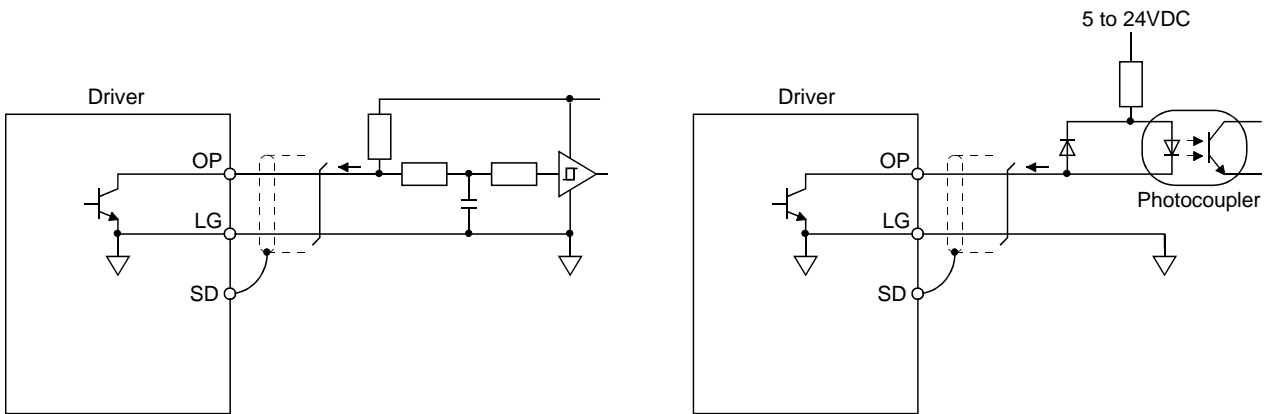 Driver
OP
LG
SD
5 to 24VDC
Driver
OP
LG
SD
Photocoupler